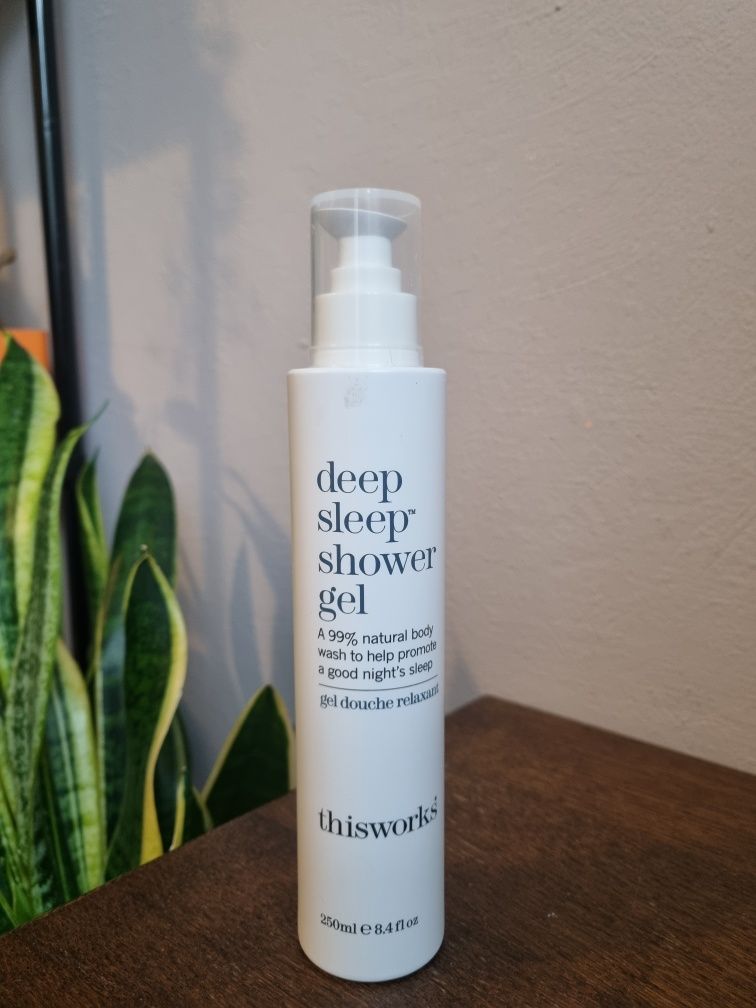 deep
sleep™
shower
gel
A 99% natural body
wash to help promote
a good night's sleep
gel douche relaxant
thisworks®
250ml ℮ 8.4 fl oz